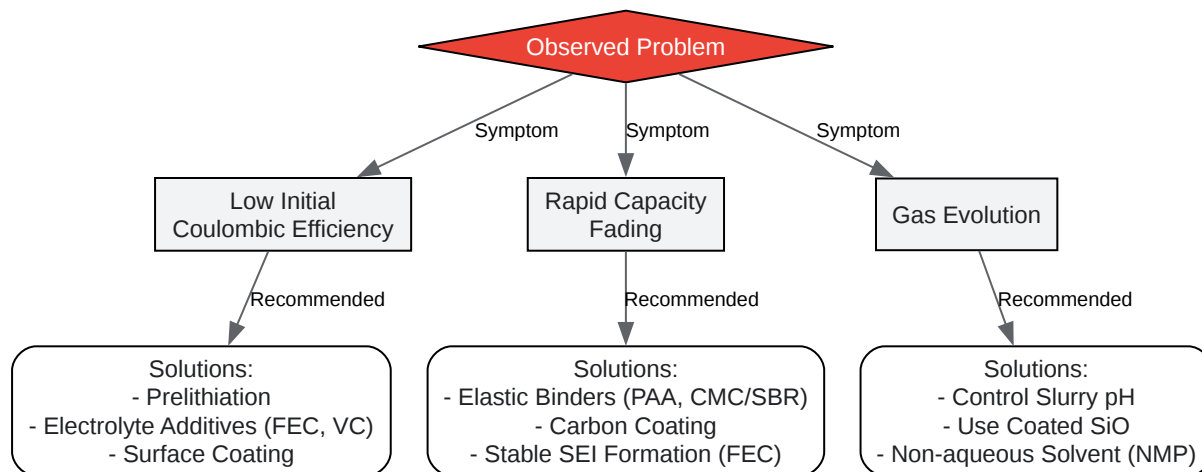 Observed Problem
Symptom
Symptom
Symptom
Low Initial
Coulombic Efficiency
Rapid Capacity
Fading
Gas Evolution
Recommended
Recommended
Recommended
Solutions:
- Prelithiation
- Electrolyte Additives (FEC, VC)
- Surface Coating
Solutions:
- Elastic Binders (PAA, CMC/SBR)
- Carbon Coating
- Stable SEI Formation (FEC)
Solutions:
- Control Slurry pH
- Use Coated SiO
- Non-aqueous Solvent (NMP)